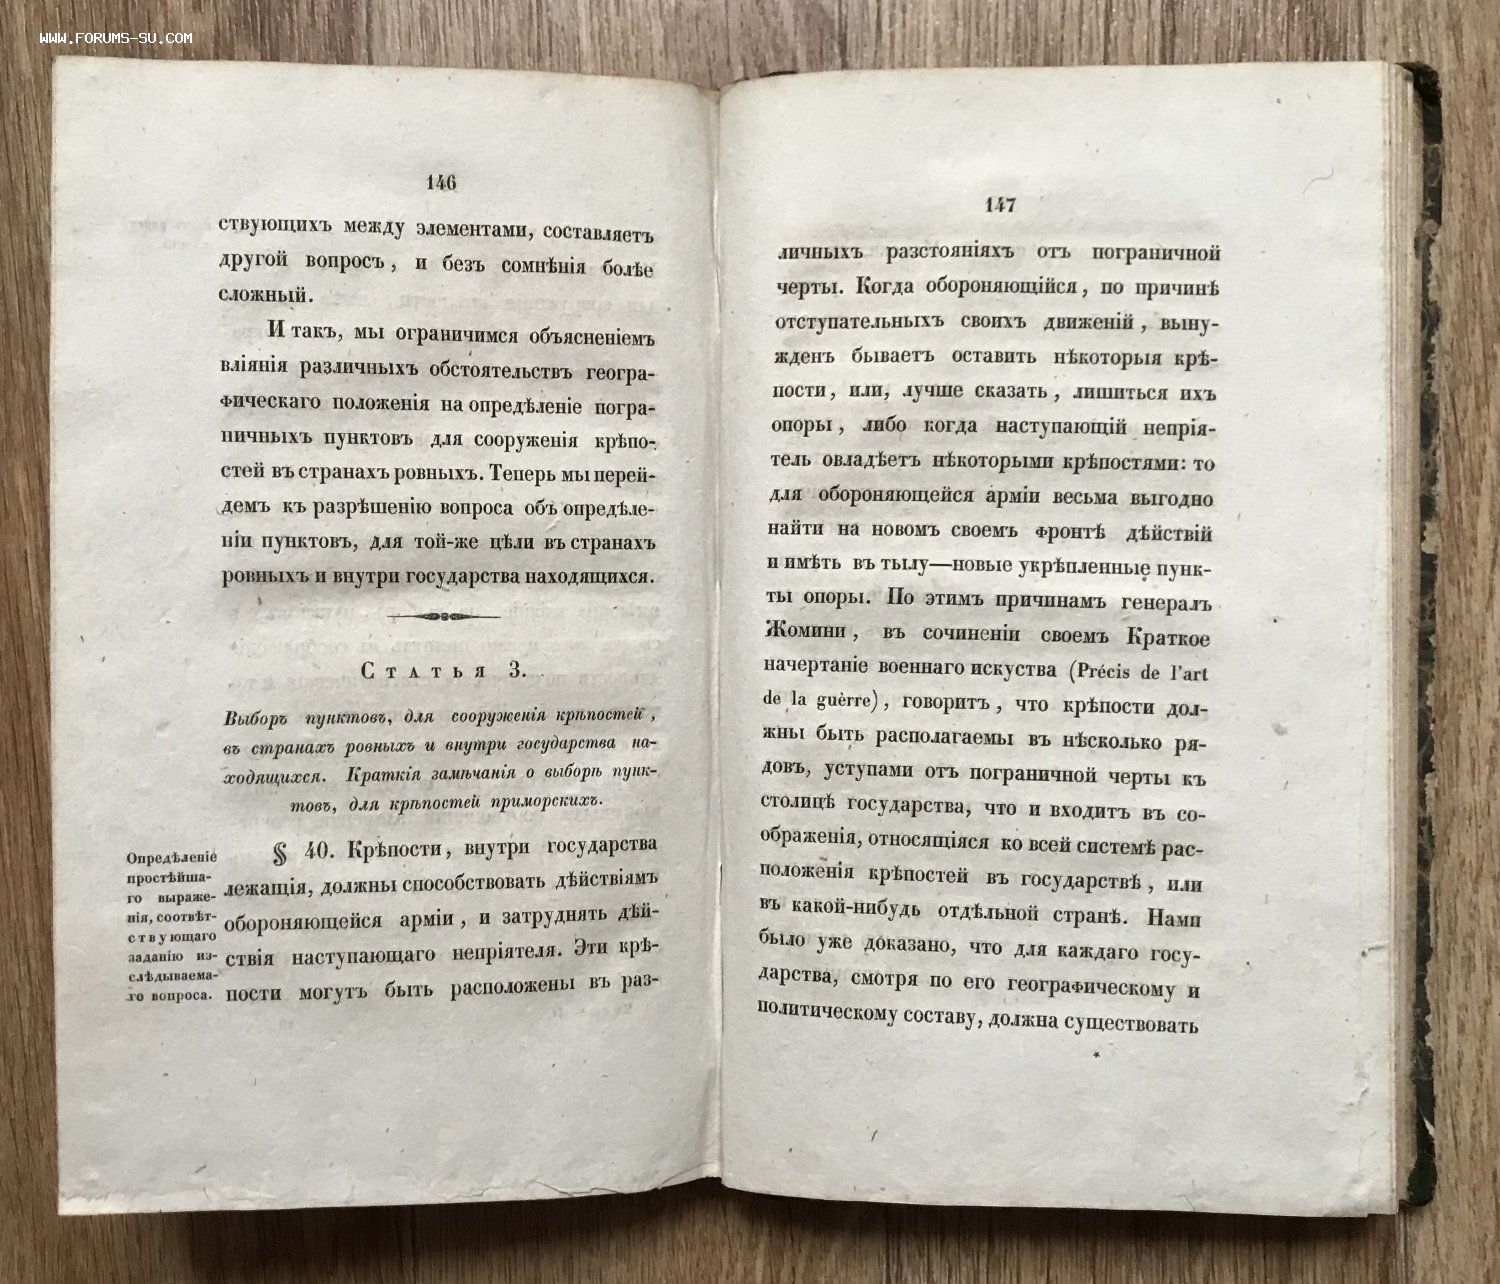 WWW.FORUMS-SU.COM
146
ствующихъ между элементами, составляетъ
другой вопросъ, и безъ сомнѣнія болѣе
сложный.
И такъ, мы ограничимся объясненіемъ
вліянія различныхъ обстоятельствъ геогра-
фическаго положенія на опредѣленіе погра-
ничныхъ пунктовъ для сооруженія крѣпо-
стей въ странахъ ровныхъ. Теперь мы перей-
демъ къ разрѣшенію вопроса объ опредѣле-
ніи пунктовъ, для той-же цѣли въ странахъ
ровныхъ и внутри государства находящихся.
Статья 3.
Выборъ пунктовъ, для сооруженія крѣпостей,
въ странахъ ровныхъ и внутри государства на-
ходящихся. Краткія замѣчанія о выборѣ пунк-
товъ, для крѣпостей приморскихъ.
Опредѣленіе
простѣйша-
го выраже-
нія, соотвѣт-
ствующаго
заданію из-
слѣдываема-
го вопроса.
§ 40. Крѣпости, внутри государства
лежащія, должны способствовать дѣйствіямъ
обороняющейся арміи, и затруднять дѣй-
ствія наступающаго непріятеля. Эти крѣ-
пости могутъ быть расположены въ раз-
147
личныхъ разстояніяхъ отъ пограничной
черты. Когда обороняющійся, по причинѣ
отступательныхъ своихъ движеній, выну-
жденъ бываетъ оставить нѣкоторыя крѣ-
пости, или, лучше сказать, лишиться ихъ
опоры, либо когда наступающій непрія-
тель овладѣетъ нѣкоторыми крѣпостями: то
для обороняющейся арміи весьма выгодно
найти на новомъ своемъ фронтѣ дѣйствій
и имѣть въ тылу—новые укрѣпленные пунк-
ты опоры. По этимъ причинамъ генералъ
Жомини, въ сочиненіи своемъ Краткое
начертаніе военнаго искуства (Précis de l'art
de la guèrre), говоритъ, что крѣпости дол-
жны быть располагаемы въ нѣсколько ря-
довъ, уступами отъ пограничной черты къ
столицѣ государства, что и входитъ въ со-
ображенія, относящіяся ко всей системѣ рас-
положенія крѣпостей въ государствѣ, или
въ какой-нибудь отдѣльной странѣ. Нами
было уже доказано, что для каждаго госу-
дарства, смотря по его географическому и
политическому составу, должна существовать
*